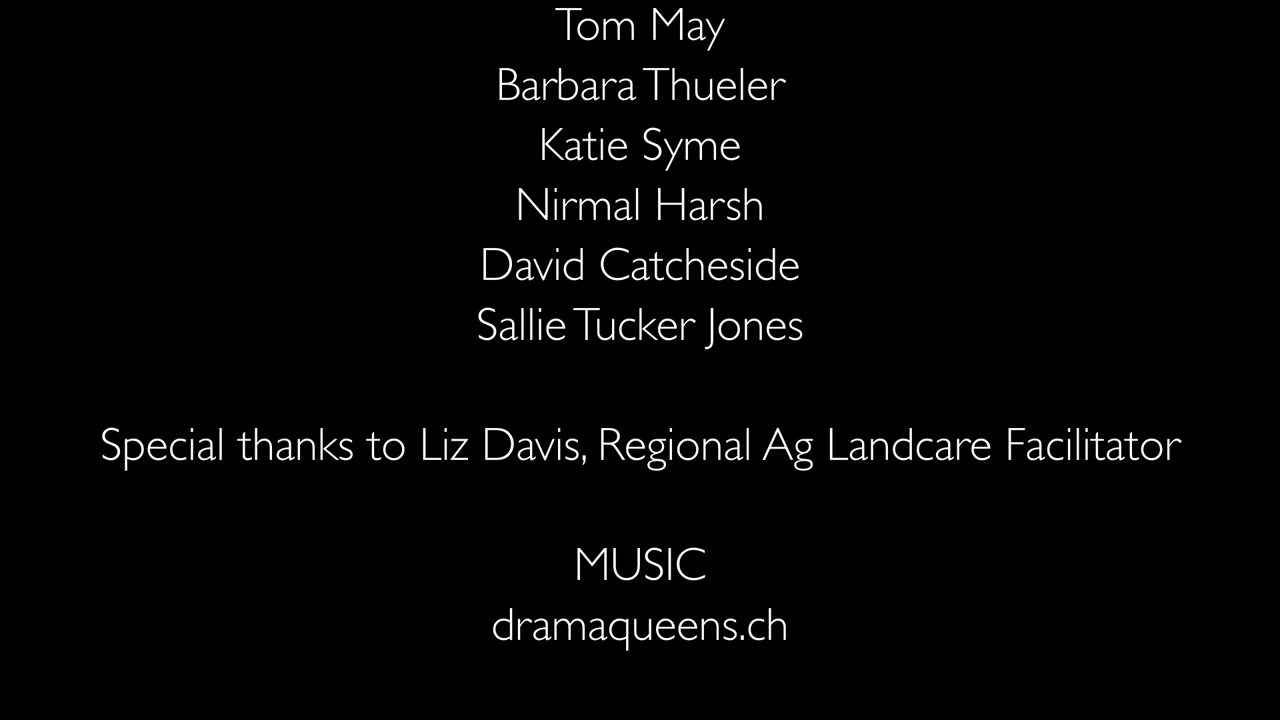 Tom May
Barbara Thueler
Katie Syme
Nirmal Harsh
David Catcheside
Sallie Tucker Jones
Special thanks to Liz Davis, Regional Ag Landcare Facilitator
MUSIC
dramaqueens.ch